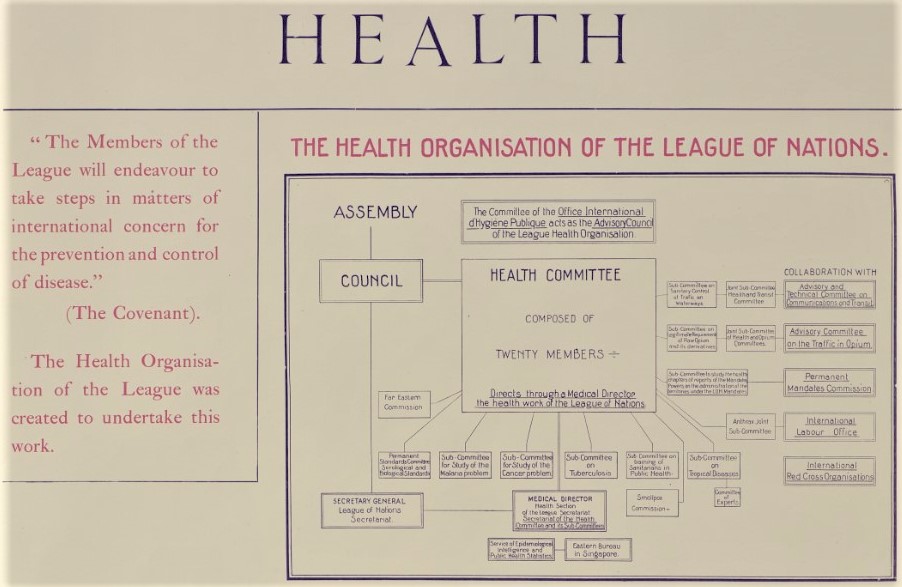 HEALTH
“ The Members of the
League will endeavour to
take steps in matters of
international concern for
the prevention and control
of disease.”
(The Covenant).
The Health Organisa-
tion of the League was
created to undertake this
work.
THE HEALTH ORGANISATION OF THE LEAGUE OF NATIONS.
ASSEMBLY
The Committee of the Office International
d'Hygiène Publique acts as the Advisory Council
of the League Health Organisation
COUNCIL
HEALTH COMMITTEE
COMPOSED OF
TWENTY MEMBERS ÷
Directs through a Medical Director
the health work of the League of Nations.
COLLABORATION WITH
Sub Committee on
Sanitary Control
of Traffic on
Waterways
Joint Sub-Committee
Health and Transit
Committee.
Advisory and
Technical Committee on
Communications and Transit.
Sub Committee on
of Raw Opium
and its derivatives
Joint Sub-Committee
of Health and Opium
Committees.
Advisory Committee
on the Traffic in Opium.
Sub Committee to study the health
chapters of reports of the Mandatory
Powers on the administration of the
Permanent
Mandates Commission
Far Eastern
Commission
Anthrax Joint
Sub-Committee
International
Labour Office
Permanent
Standards Committee
Serological and
Biological Standards
Sub-Committee
for Study of the
Malaria problem
Sub-Committee
for Study of the
Cancer problem
Sub-Committee
on
Tuberculosis
Sub Committee on
training of
Sanitarians in
Public Health
Sub-Committee
on
Tropical Diseases
International
Red Cross Organisations
Smallpox
Commission
Committee
of
Experts
SECRETARY GENERAL
League of Nations
Secretariat.
MEDICAL DIRECTOR
Health Section
of the League Secretariat
Secretariat of the Health
Committee and its Sub Committees
Service of Epidemiological
Intelligence and
Public Health Statistics
Eastern Bureau
in Singapore.